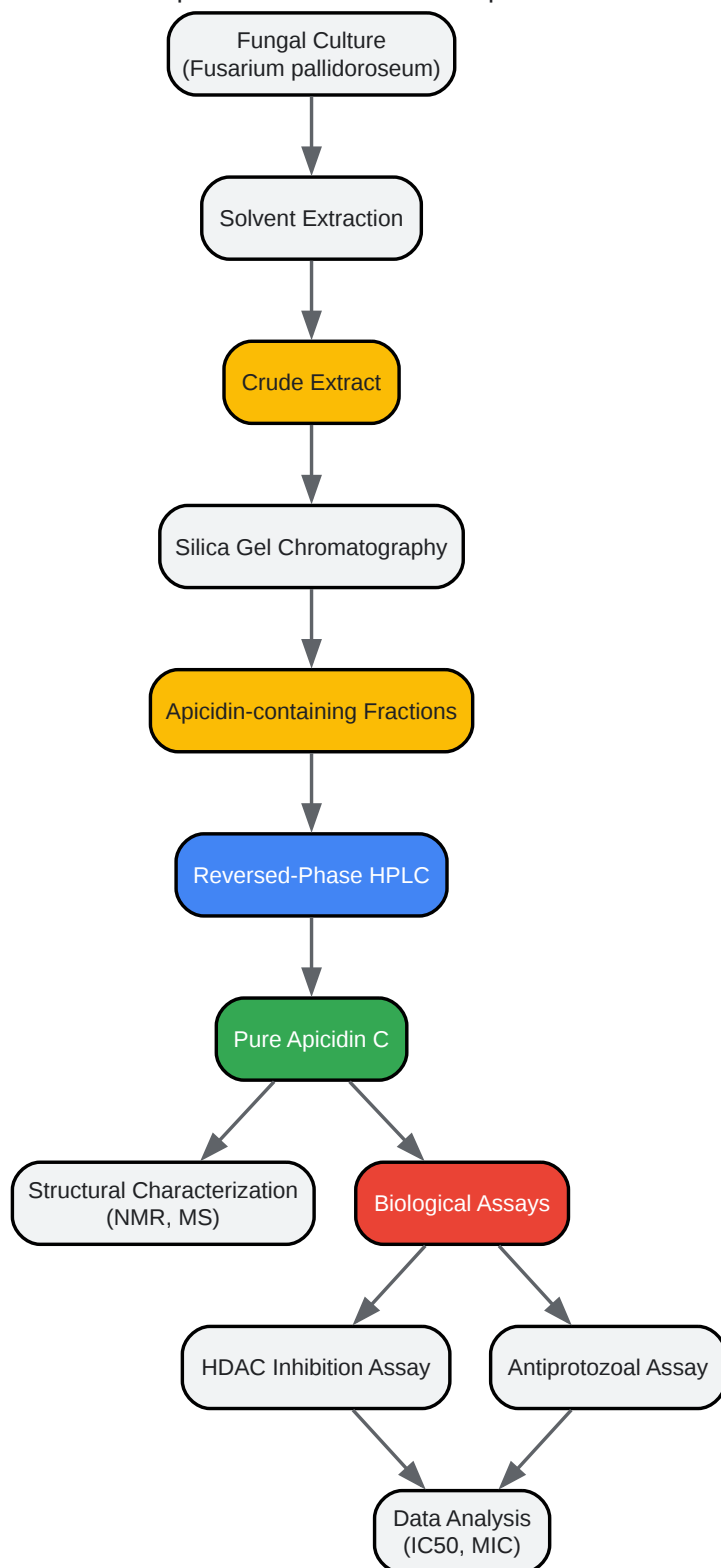 Fungal Culture
(Fusarium pallidoroseum)
Solvent Extraction
Crude Extract
Silica Gel Chromatography
Apicidin-containing Fractions
Reversed-Phase HPLC
Pure Apicidin C
Structural Characterization
(NMR, MS)
Biological Assays
HDAC Inhibition Assay
Antiprotozoal Assay
Data Analysis
(IC50, MIC)